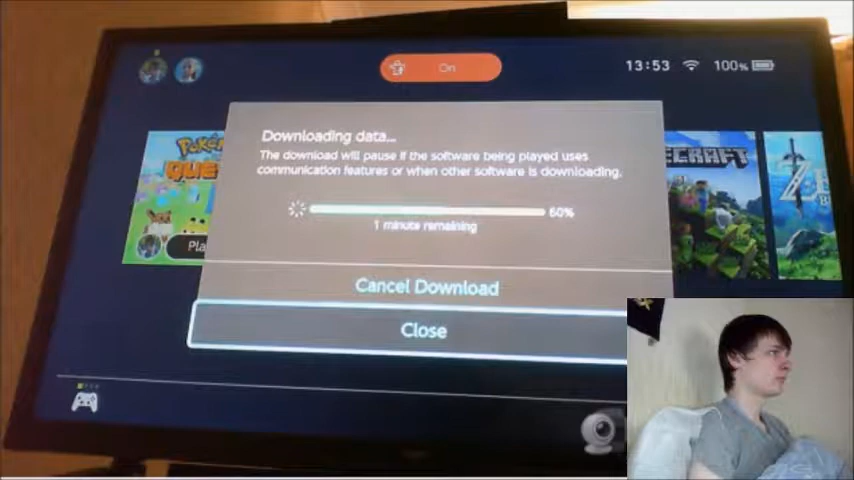 On
13:53
100%
POKÉMON
QUE
Downloading data...
The download will pause if the software being played uses
communication features or when other software is downloading.
60%
1 minute remaining
Cancel Download
Close
Pla
ECRAFT